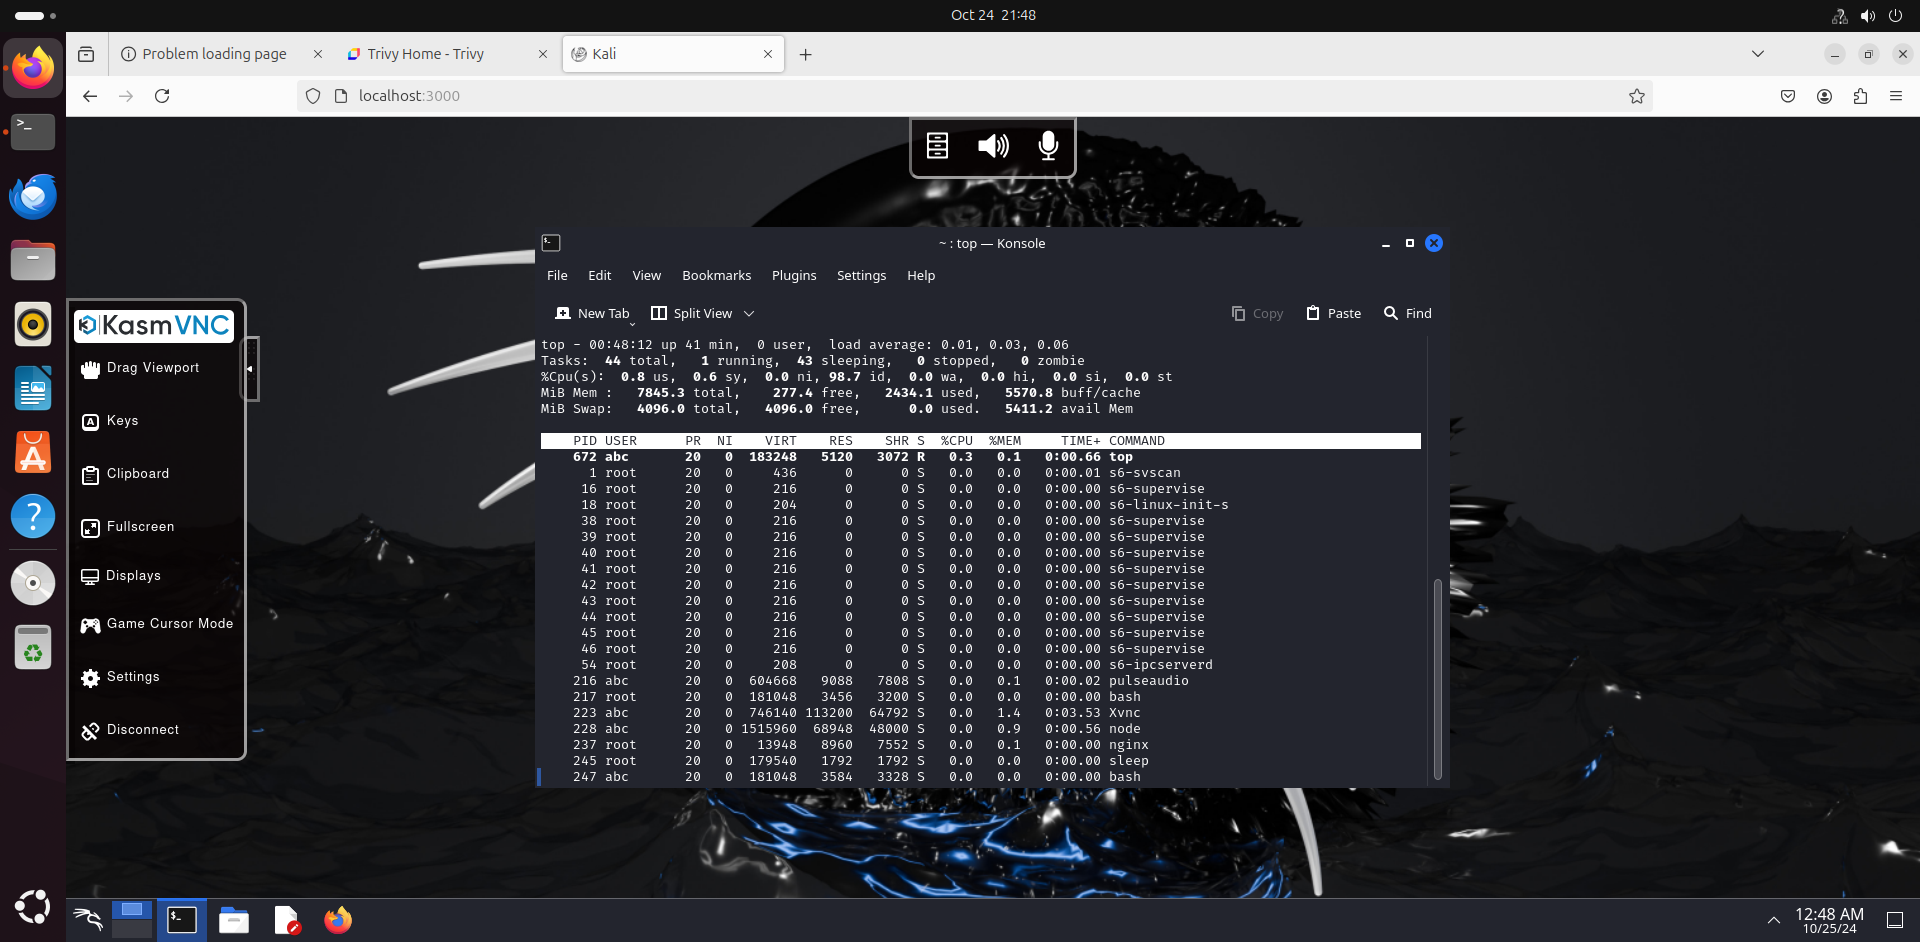 Oct 24 21:48
Problem loading page
Trivy Home - Trivy
Kali
localhost:3000
~ : top — Konsole
File Edit View Bookmarks Plugins Settings Help
New Tab Split View Copy Paste Find
top - 00:48:12 up 41 min, 0 user, load average: 0.01, 0.03, 0.06
Tasks: 44 total, 1 running, 43 sleeping, 0 stopped, 0 zombie
%Cpu(s): 0.8 us, 0.6 sy, 0.0 ni, 98.7 id, 0.0 wa, 0.0 hi, 0.0 si, 0.0 st
MiB Mem : 7845.3 total, 277.4 free, 2434.1 used, 5570.8 buff/cache
MiB Swap: 4096.0 total, 4096.0 free, 0.0 used. 5411.2 avail Mem
PID USER PR NI VIRT RES SHR S %CPU %MEM TIME+ COMMAND
672 abc 20 0 183248 5120 3072 R 0.3 0.1 0:00.66 top
1 root 20 0 436 0 0 S 0.0 0.0 0:00.01 s6-svscan
16 root 20 0 216 0 0 S 0.0 0.0 0:00.00 s6-supervise
18 root 20 0 204 0 0 S 0.0 0.0 0:00.00 s6-linux-init-s
38 root 20 0 216 0 0 S 0.0 0.0 0:00.00 s6-supervise
39 root 20 0 216 0 0 S 0.0 0.0 0:00.00 s6-supervise
40 root 20 0 216 0 0 S 0.0 0.0 0:00.00 s6-supervise
41 root 20 0 216 0 0 S 0.0 0.0 0:00.00 s6-supervise
42 root 20 0 216 0 0 S 0.0 0.0 0:00.00 s6-supervise
43 root 20 0 216 0 0 S 0.0 0.0 0:00.00 s6-supervise
44 root 20 0 216 0 0 S 0.0 0.0 0:00.00 s6-supervise
45 root 20 0 216 0 0 S 0.0 0.0 0:00.00 s6-supervise
46 root 20 0 216 0 0 S 0.0 0.0 0:00.00 s6-supervise
54 root 20 0 208 0 0 S 0.0 0.0 0:00.00 s6-ipcserverd
216 abc 20 0 604668 9088 7808 S 0.0 0.1 0:00.02 pulseaudio
217 root 20 0 181048 3456 3200 S 0.0 0.0 0:00.00 bash
223 abc 20 0 746140 113200 64792 S 0.0 1.4 0:03.53 Xvnc
228 abc 20 0 1515960 68948 48000 S 0.0 0.9 0:00.56 node
237 root 20 0 13948 8960 7552 S 0.0 0.1 0:00.00 nginx
245 root 20 0 179540 1792 1792 S 0.0 0.0 0:00.00 sleep
247 abc 20 0 181048 3584 3328 S 0.0 0.0 0:00.00 bash
KasmVNC
Drag Viewport
Keys
Clipboard
Fullscreen
Displays
Game Cursor Mode
Settings
Disconnect
12:48 AM
10/25/24